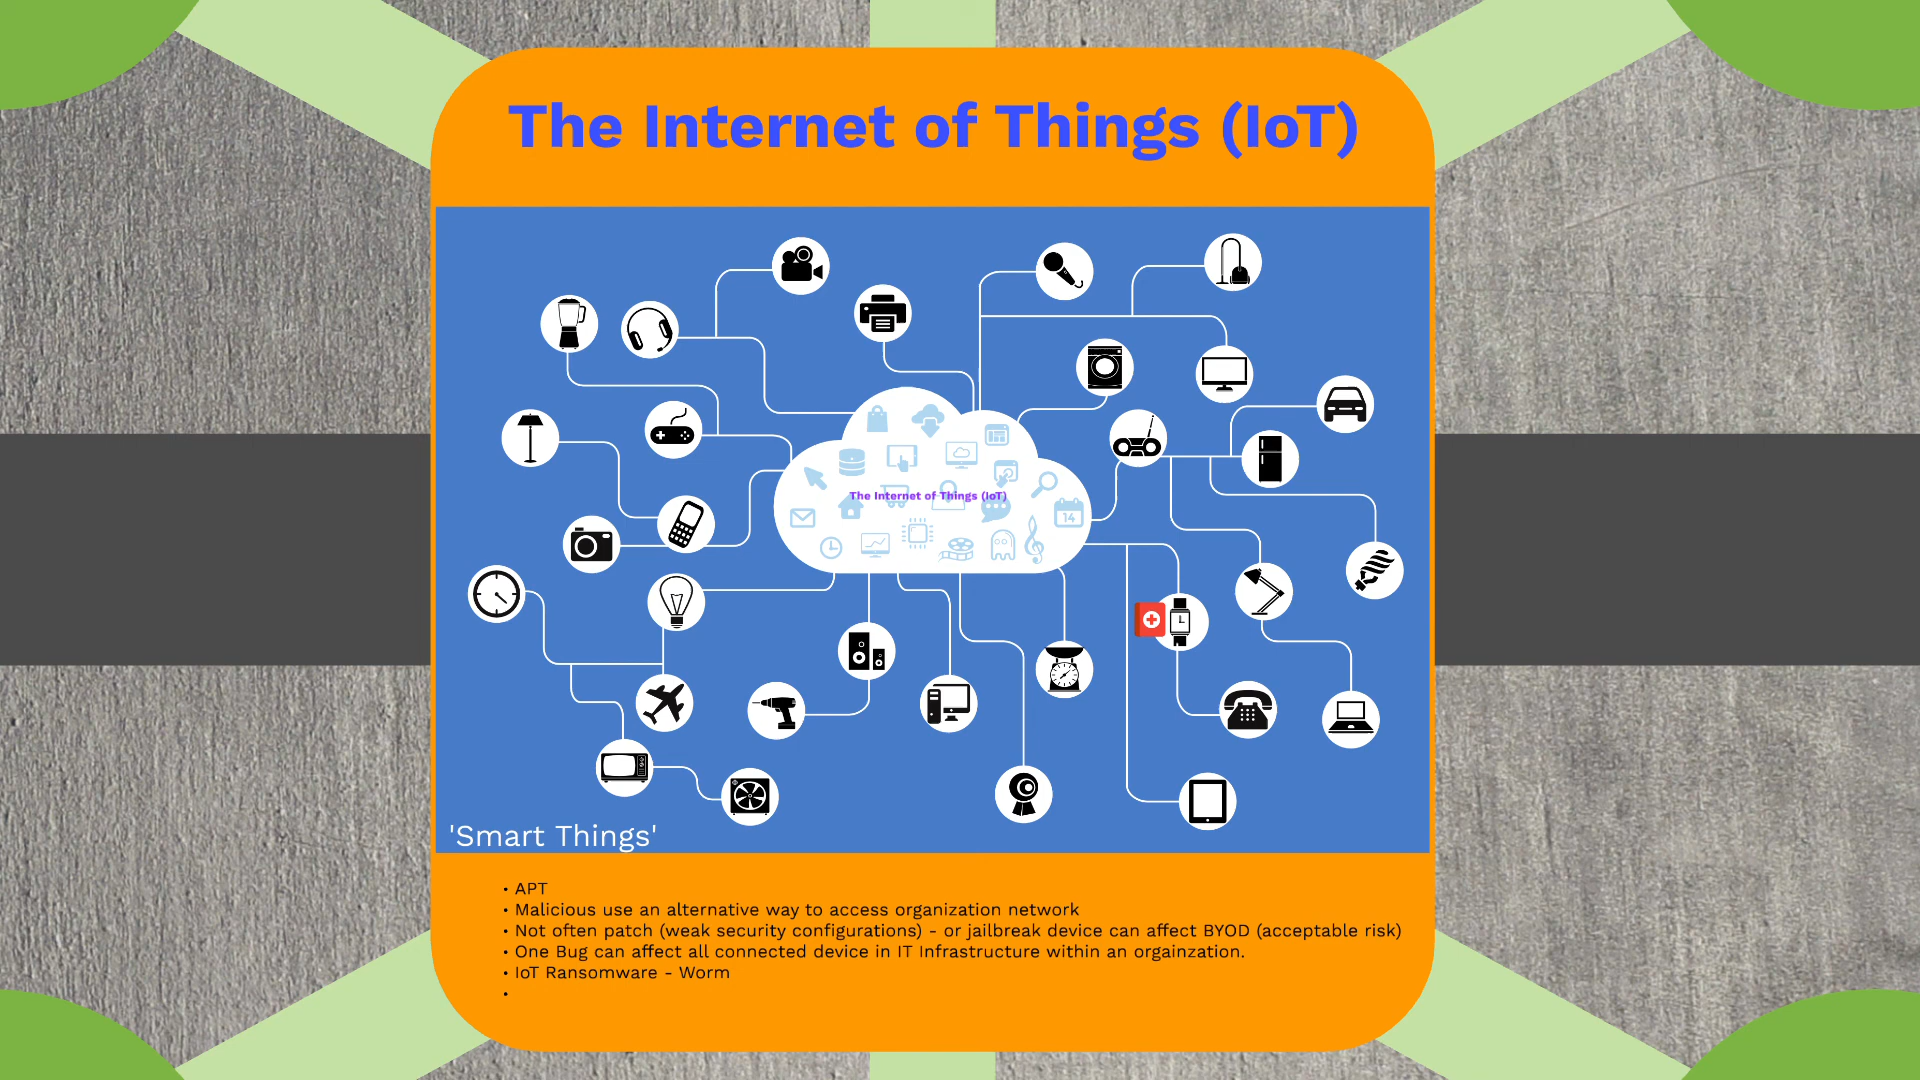 The Internet of Things (IoT)
The Internet of Things (IoT)
14
'Smart Things'
• APT
• Malicious use an alternative way to access organization network
• Not often patch (weak security configurations) - or jailbreak device can affect BYOD (acceptable risk)
• One Bug can affect all connected device in IT Infrastructure within an orgainzation.
• IoT Ransomware - Worm
•